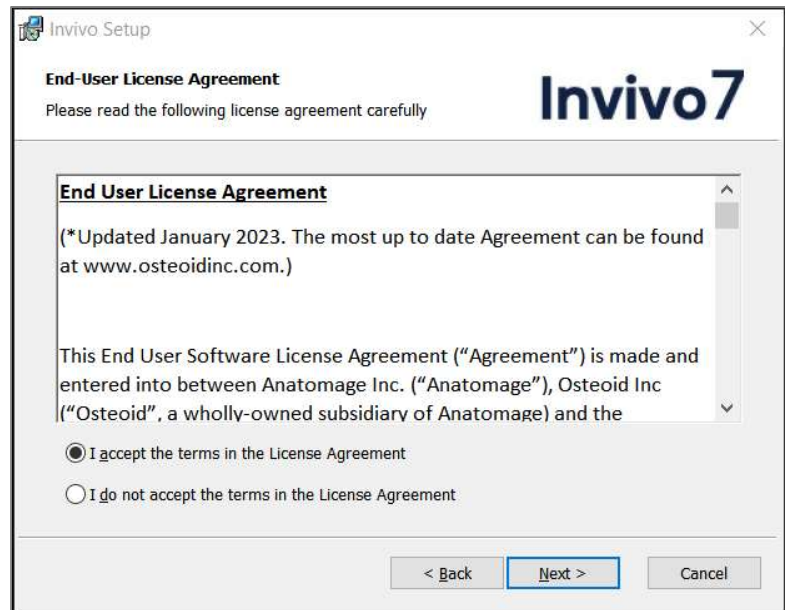 Invivo Setup
End-User License Agreement
Please read the following license agreement carefully
Invivo7
End User License Agreement
(*Updated January 2023. The most up to date Agreement can be found
at www.osteoidinc.com.)
This End User Software License Agreement (“Agreement”) is made and
entered into between Anatomage Inc. (“Anatomage”), Osteoid Inc
(“Osteoid”, a wholly-owned subsidiary of Anatomage) and the
I accept the terms in the License Agreement
I do not accept the terms in the License Agreement
< Back Next > Cancel